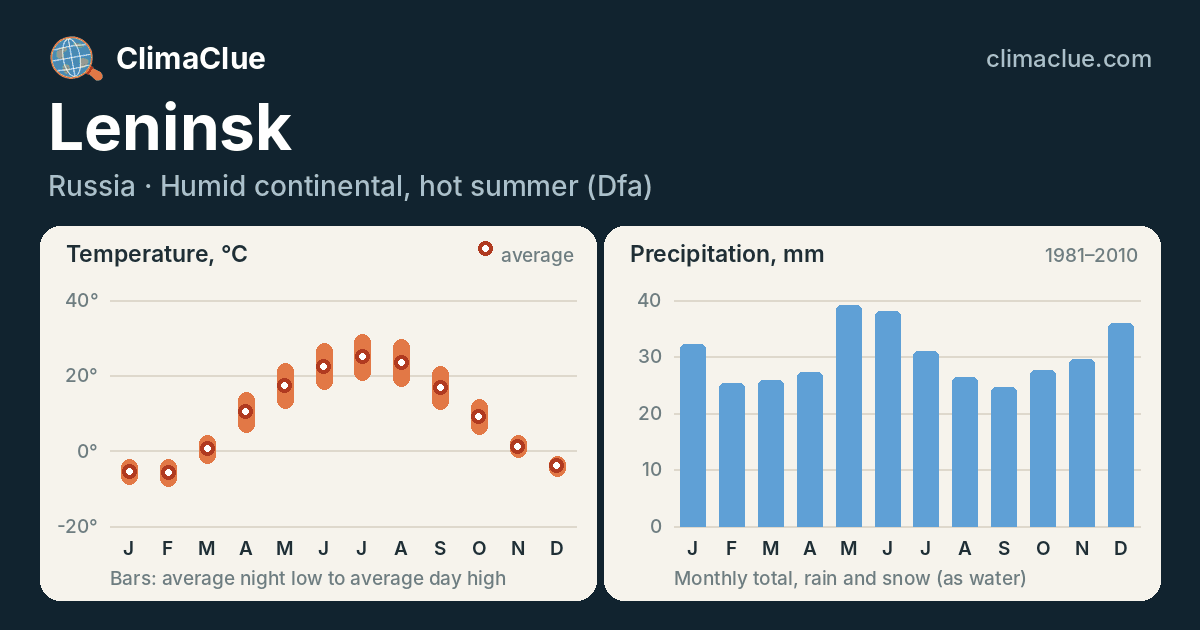 ClimaClue
climaclue.com
Leninsk
Russia · Humid continental, hot summer (Dfa)
Temperature, °C
average
40°
20°
0°
-20°
J F M A M J J A S O N D
Bars: average night low to average day high
Precipitation, mm
1981–2010
40
30
20
10
0
J F M A M J J A S O N D
Monthly total, rain and snow (as water)